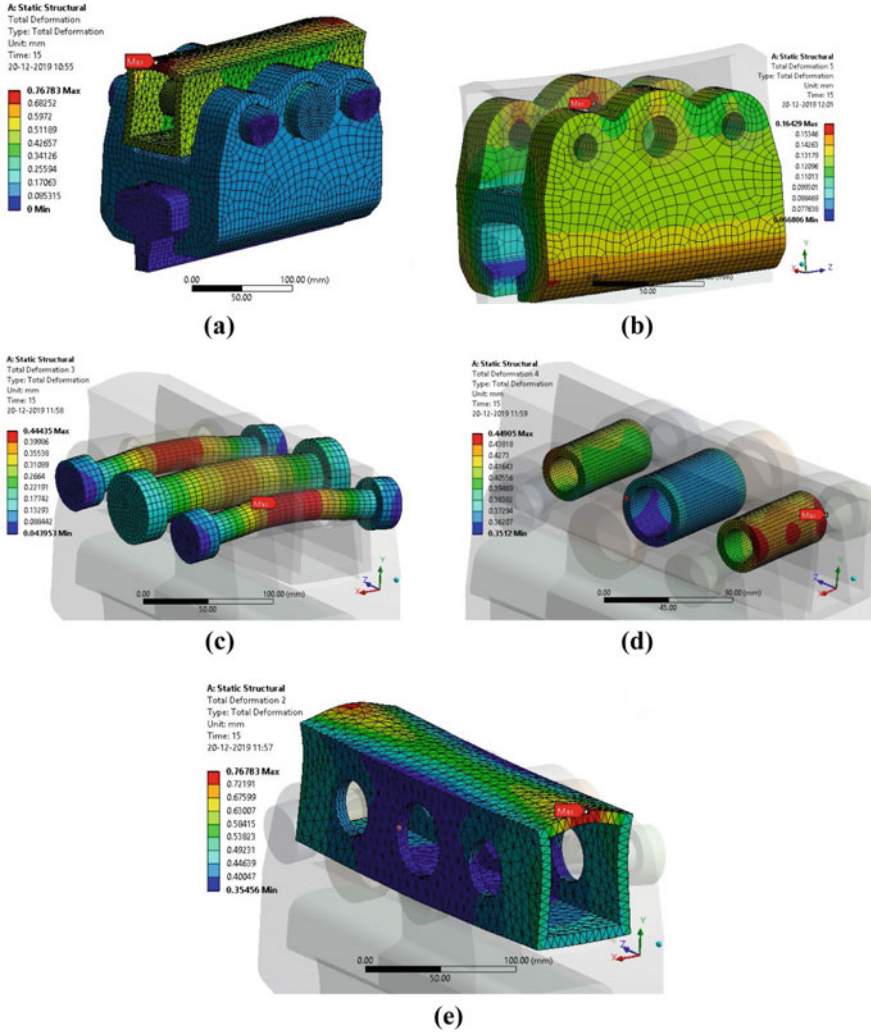 A: Static Structural
Total Deformation
Type: Total Deformation
Unit: mm
Time: 15
20-12-2019 10:55
0.76783 Max
0.68252
0.5972
0.51189
0.42657
0.34126
0.25594
0.17063
0.085315
0 Min
Max
0.00
100.00 (mm)
50.00
(a)
A: Static Structural
Total Deformation 5
Type: Total Deformation
Unit: mm
Time: 15
20-12-2019 12:01
0.16429 Max
0.15346
0.14263
0.13179
0.12096
0.11013
0.099301
0.088469
0.077638
0.066806 Min
Max
0.00
50.00
Y
X
Z
(b)
A: Static Structural
Total Deformation 3
Type: Total Deformation
Unit: mm
Time: 15
20-12-2019 11:58
0.44435 Max
0.39986
0.35538
0.31089
0.2664
0.22191
0.17742
0.13293
0.088442
0.043953 Min
Max
0.00
100.00 (mm)
50.00
Y
Z
X
(c)
A: Static Structural
Total Deformation 4
Type: Total Deformation
Unit: mm
Time: 15
20-12-2019 11:59
0.44905 Max
0.43818
0.4273
0.41643
0.40556
0.39469
0.38382
0.37294
0.36207
0.3512 Min
Max
0.00
90.00 (mm)
45.00
Y
Z
X
(d)
A: Static Structural
Total Deformation 2
Type: Total Deformation
Unit: mm
Time: 15
20-12-2019 11:57
0.76783 Max
0.72191
0.67599
0.63007
0.58415
0.53823
0.49231
0.44639
0.40047
0.35456 Min
Max
0.00
100.00 (mm)
50.00
Y
Z
X
(e)